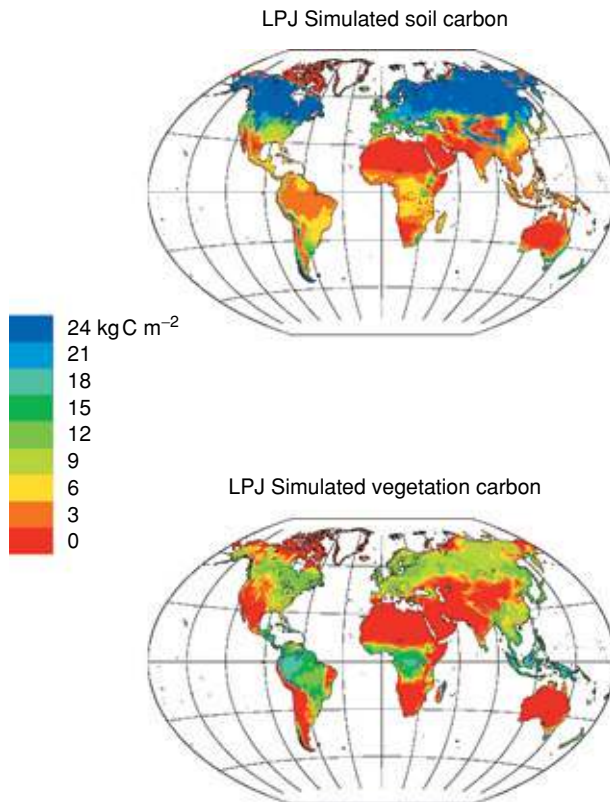 LPJ Simulated soil carbon
24 kg C m⁻²
21
18
15
12
9
6
3
0
LPJ Simulated vegetation carbon